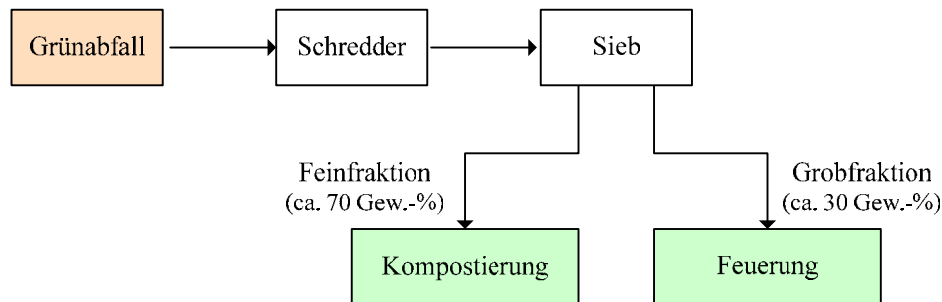 Grünabfall
Schredder
Sieb
Feinfraktion
(ca. 70 Gew.-%)
Grobfraktion
(ca. 30 Gew.-%)
Kompostierung
Feuerung